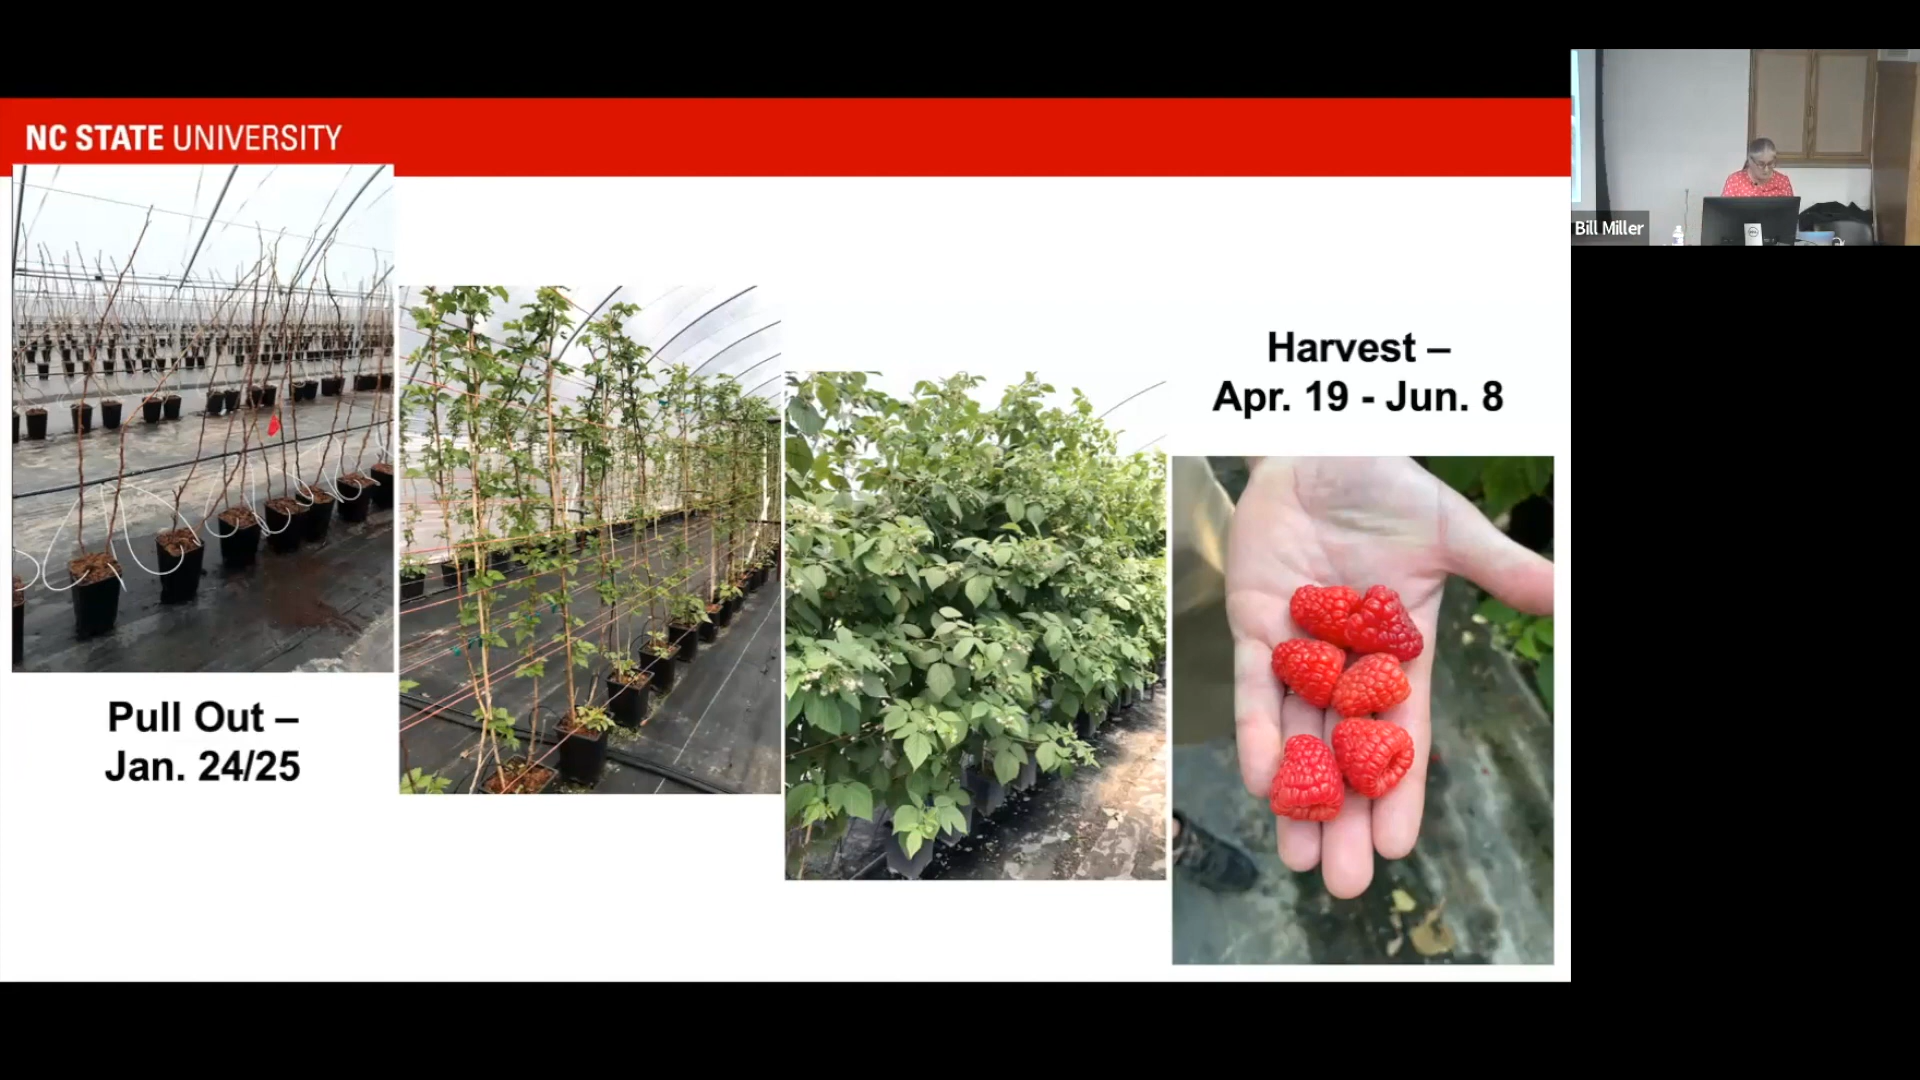 NC STATE UNIVERSITY
Pull Out –
Jan. 24/25
Harvest –
Apr. 19 - Jun. 8
Bill Miller